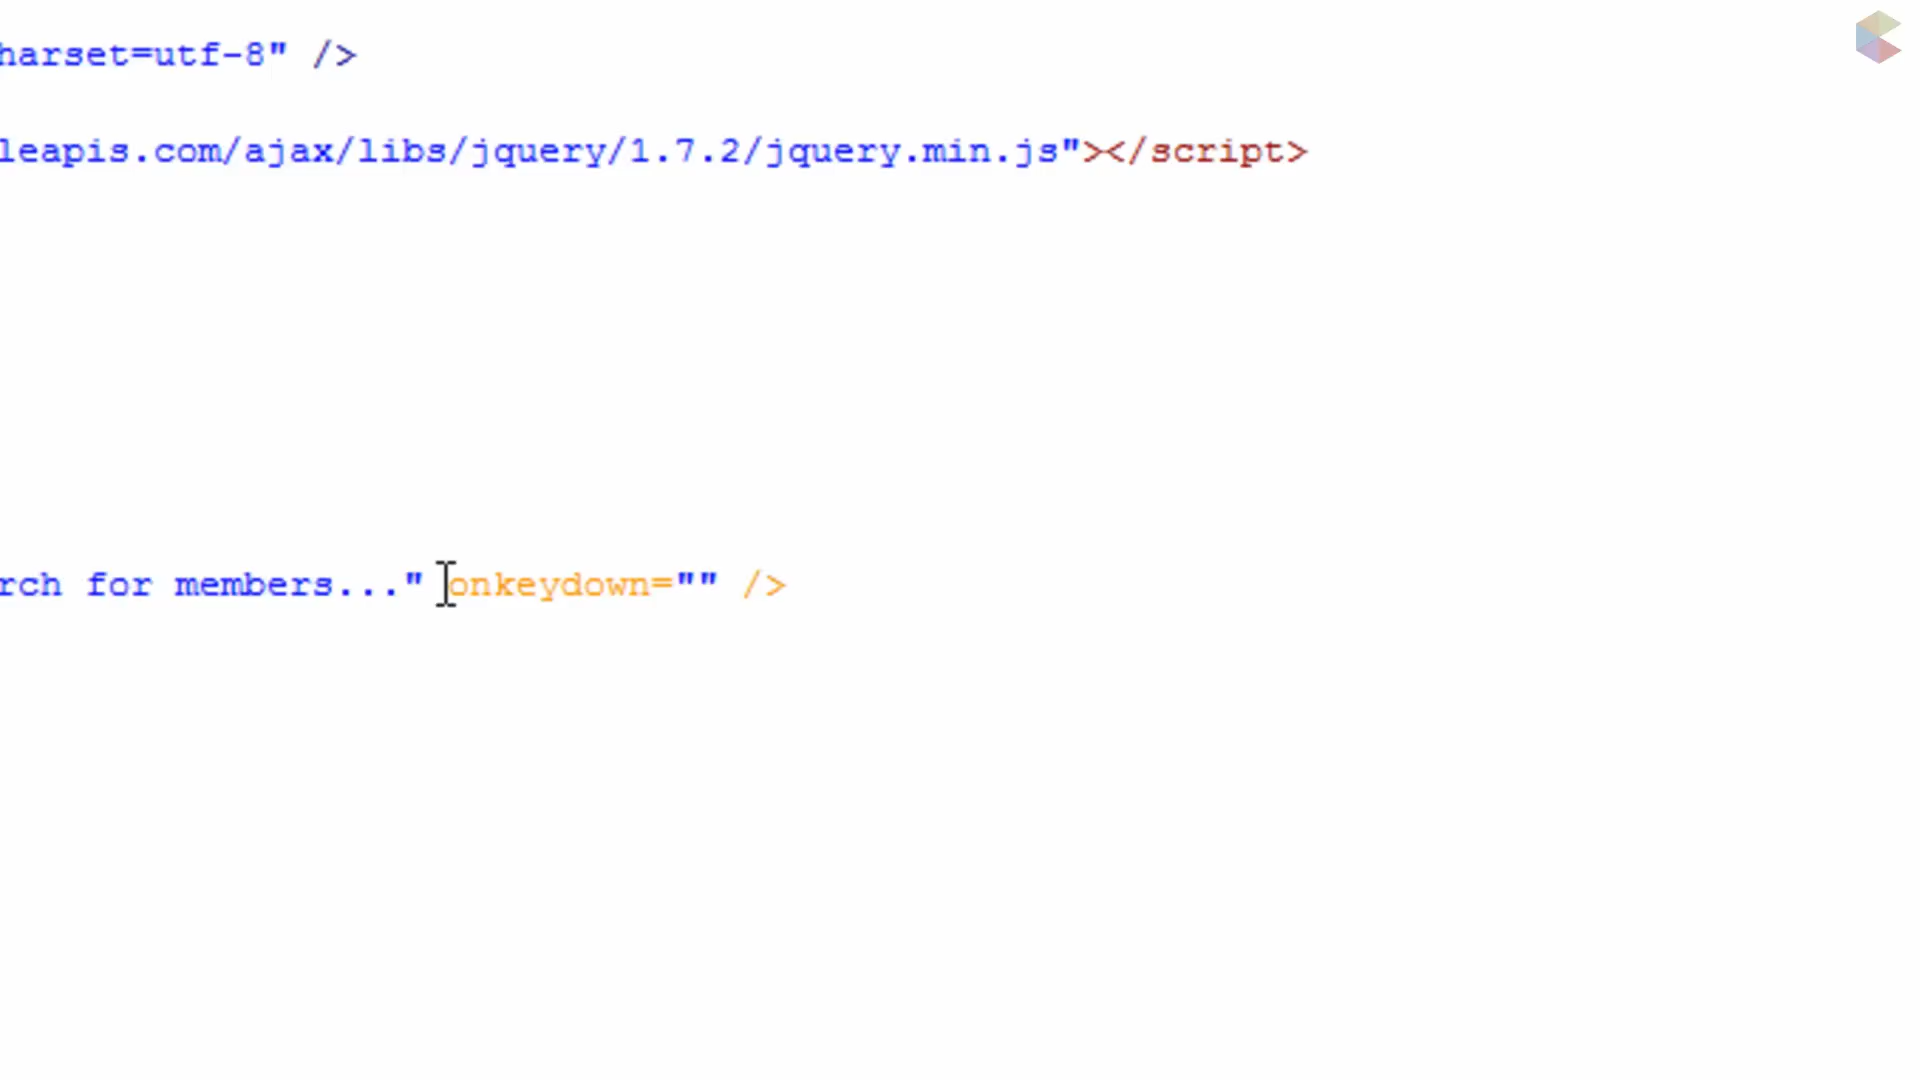 harset=utf-8" />
leapis.com/ajax/libs/jquery/1.7.2/jquery.min.js"></script>
rch for members..." onkeydown="" />